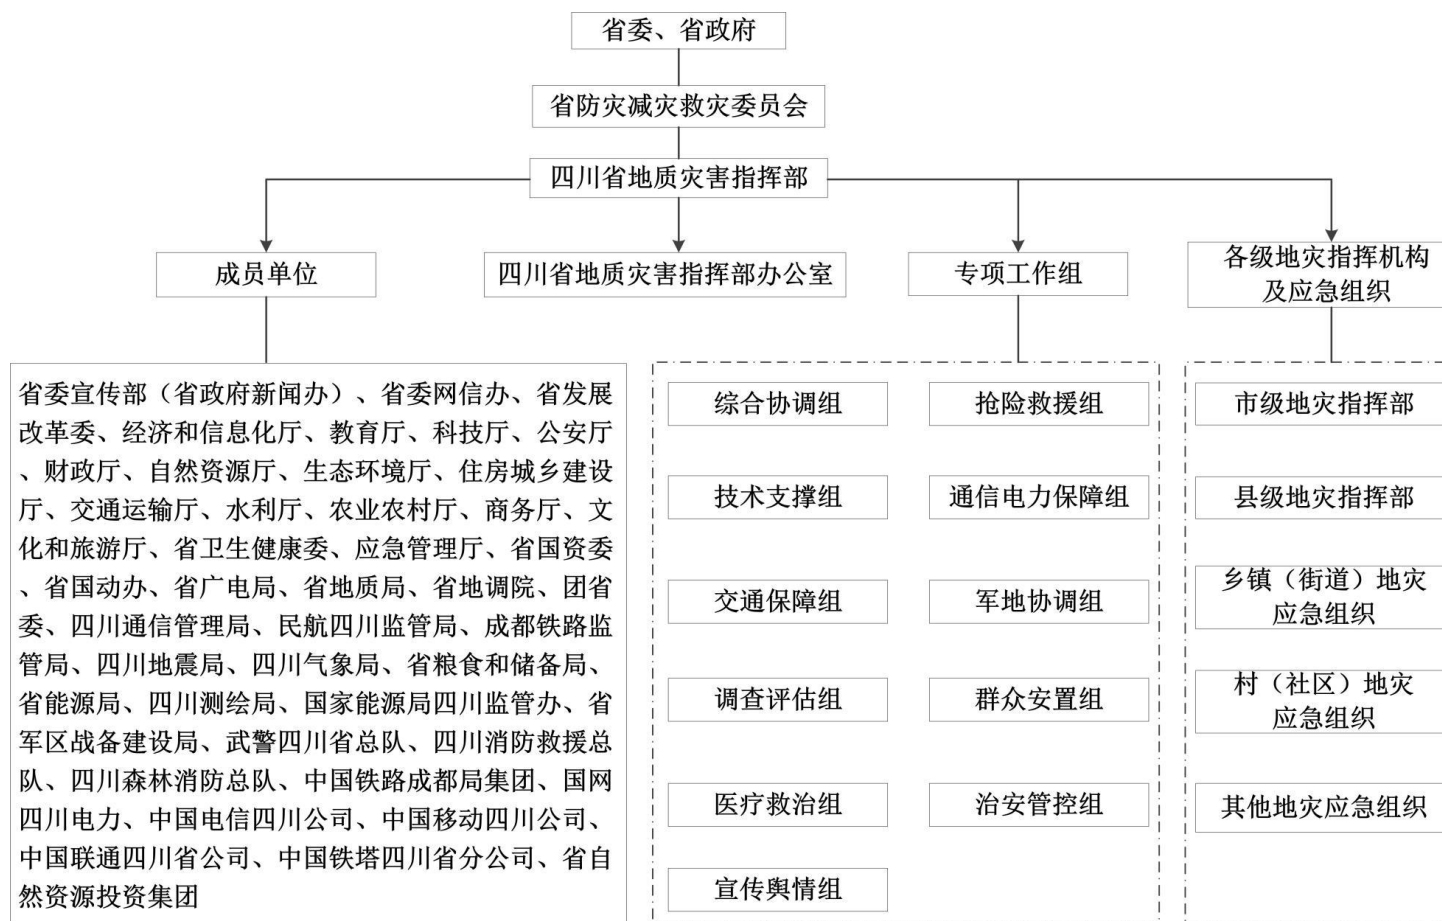 省委、省政府
省防灾减灾救灾委员会
四川省地质灾害指挥部
成员单位
四川省地质灾害指挥部办公室
专项工作组
各级地灾指挥机构
及应急组织
省委宣传部（省政府新闻办）、省委网信办、省发展
改革委、经济和信息化厅、教育厅、科技厅、公安厅
、财政厅、自然资源厅、生态环境厅、住房城乡建设
厅、交通运输厅、水利厅、农业农村厅、商务厅、文
化和旅游厅、省卫生健康委、应急管理厅、省国资委
、省国动办、省广电局、省地质局、省地调院、团省
委、四川通信管理局、民航四川监管局、成都铁路监
管局、四川地震局、四川气象局、省粮食和储备局、
省能源局、四川测绘局、国家能源局四川监管办、省
军区战备建设局、武警四川省总队、四川消防救援总
队、四川森林消防总队、中国铁路成都局集团、国网
四川电力、中国电信四川公司、中国移动四川公司、
中国联通四川省公司、中国铁塔四川省分公司、省自
然资源投资集团
综合协调组
抢险救援组
技术支撑组
通信电力保障组
交通保障组
军地协调组
调查评估组
群众安置组
医疗救治组
治安管控组
宣传舆情组
市级地灾指挥部
县级地灾指挥部
乡镇（街道）地灾
应急组织
村（社区）地灾
应急组织
其他地灾应急组织